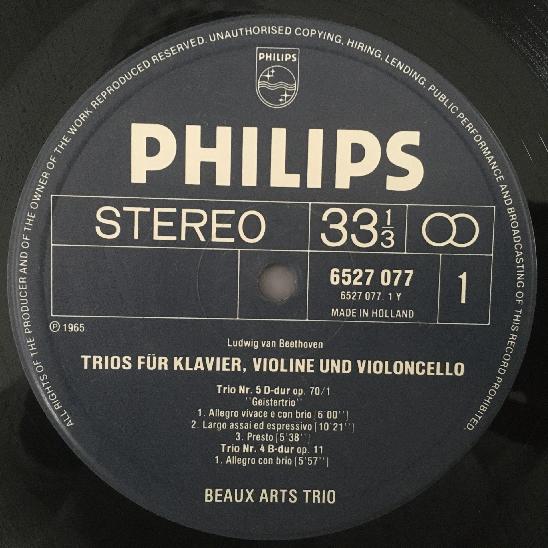 ALL RIGHTS OF THE PRODUCER AND OF THE OWNER OF THE WORK REPRODUCED RESERVED. UNAUTHORISED COPYING, HIRING, LENDING, PUBLIC PERFORMANCE AND BROADCASTING OF THIS RECORD PROHIBITED.
PHILIPS
PHILIPS
STEREO
33 1/3
6527 077
6527 077. 1 Y
MADE IN HOLLAND
1
Ⓟ 1965
Ludwig van Beethoven
TRIOS FÜR KLAVIER, VIOLINE UND VIOLONCELLO
Trio Nr. 5 D-dur op. 70/1
"Geistertrio"
1. Allegro vivace e con brio [6'00'']
2. Largo assai ed espressivo [10'21'']
3. Presto [5'38'']
Trio Nr. 4 B-dur op. 11
1. Allegro con brio [5'57'']
BEAUX ARTS TRIO